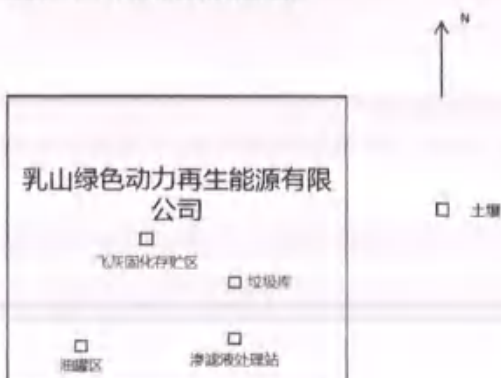 N
乳山绿色动力再生能源有限
公司
土壤
飞灰固化存贮区
垃圾库
油罐区
渗滤液处理站